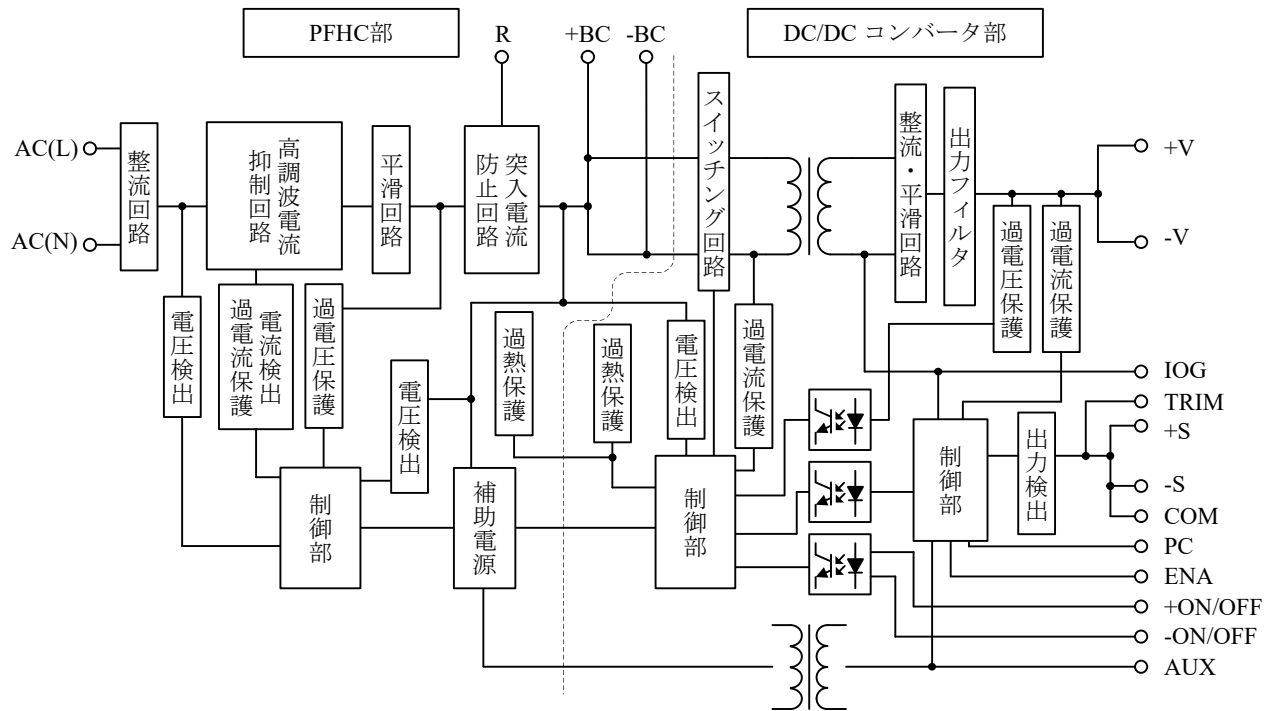 PFHC部
R
+BC
-BC
DC/DC コンバータ部
AC(L)
AC(N)
整流回路
高調波電流
抑制回路
平滑回路
突入電流
防止回路
スイッチング回路
整流・平滑回路
出力フィルタ
+V
-V
電圧検出
電流検出
過電流保護
過電圧保護
電圧検出
過熱保護
過熱保護
電圧検出
過電流保護
過電圧保護
過電流保護
制御部
補助電源
制御部
制御部
出力検出
IOG
TRIM
+S
-S
COM
PC
ENA
+ON/OFF
-ON/OFF
AUX